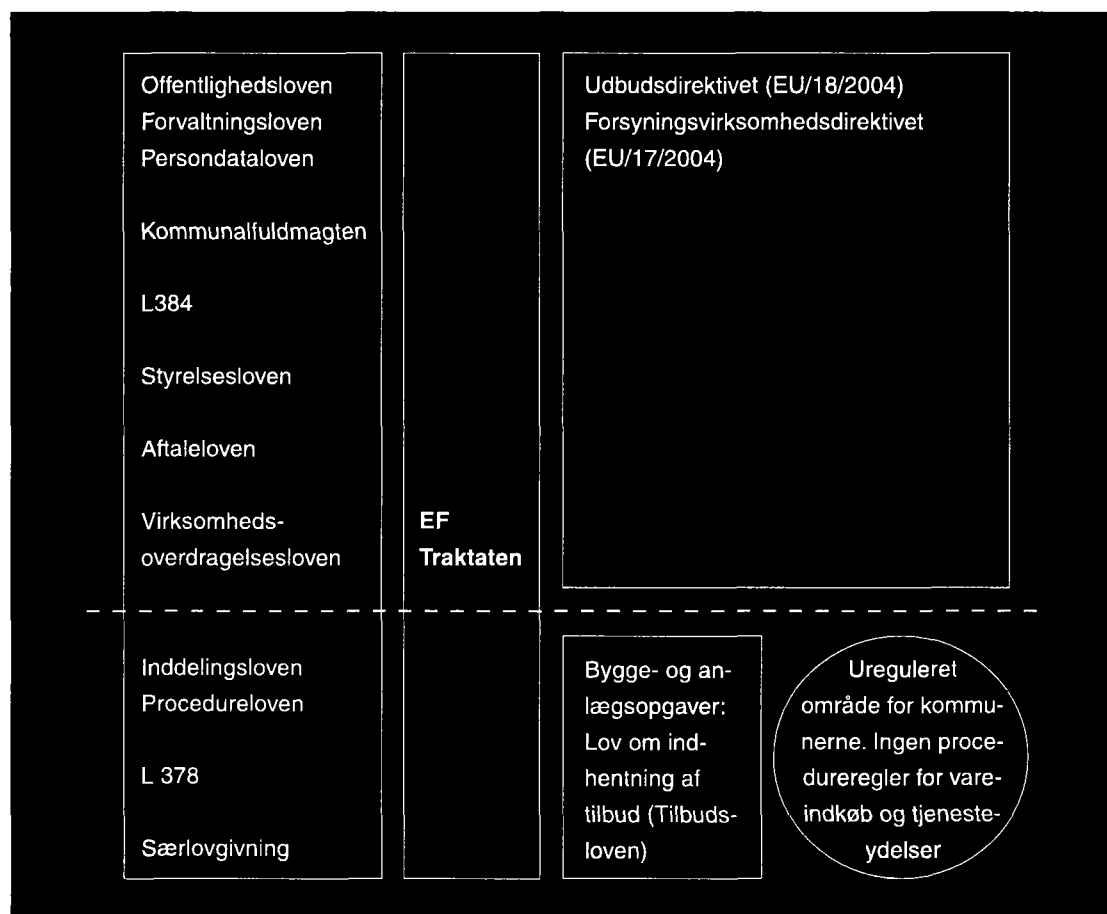 Offentlighedsloven
Forvaltningsloven
Persondataloven
Kommunalfuldmagten
L384
Styrelsesloven
Aftaleloven
Virksomheds-
overdragelsesloven
Inddelingsloven
Procedureloven
L 378
Særlovgivning
EF
Traktaten
Udbudsdirektivet (EU/18/2004)
Forsyningsvirksomhedsdirektivet
(EU/17/2004)
Bygge- og an-
lægsopgaver:
Lov om ind-
hentning af
tilbud (Tilbuds-
loven)
Ureguleret
område for kommu-
nerne. Ingen proce-
dureregler for vare-
indkøb og tjeneste-
ydelser